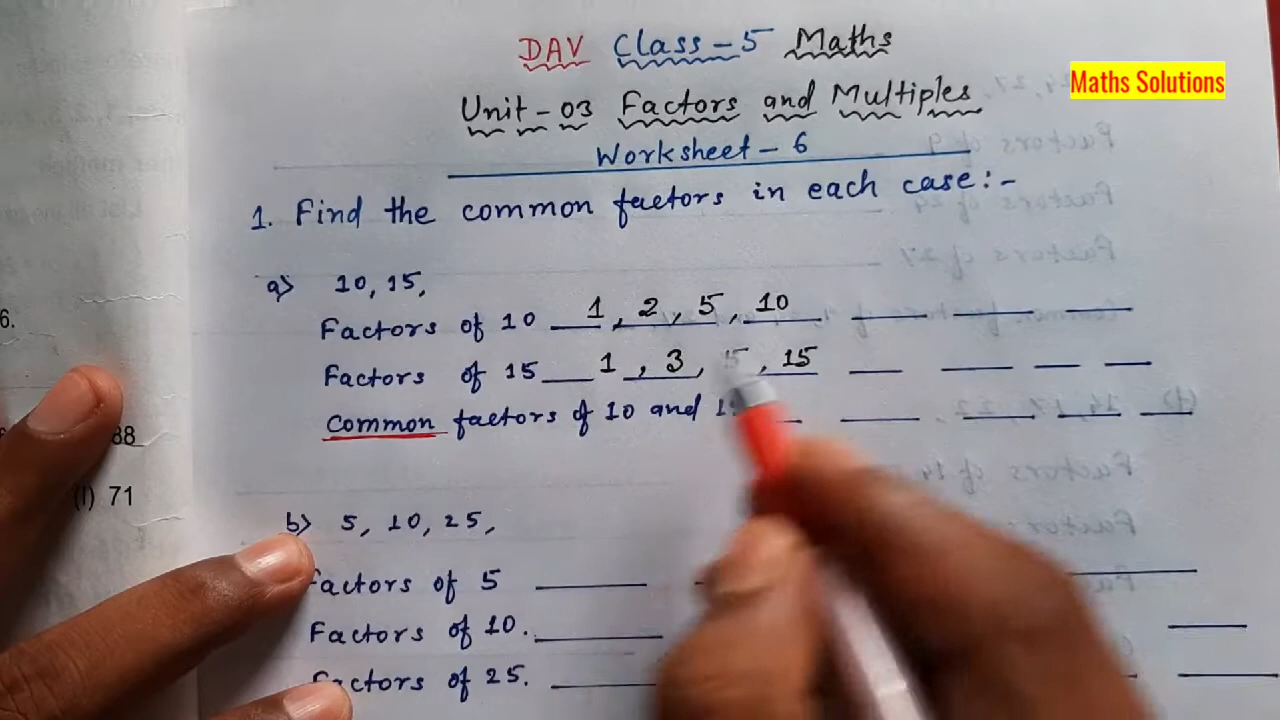 DAV Class-5 Maths
Maths Solutions
Unit-03 Factors and Multiples
Worksheet-6
1. Find the common factors in each case:-
a) 10, 15,
Factors of 10 1, 2, 5, 10
Factors of 15 1, 3, 15
common factors of 10 and
b) 5, 10, 25,
Factors of 5
Factors of 10.
Factors of 25.
6.
88
(l) 71